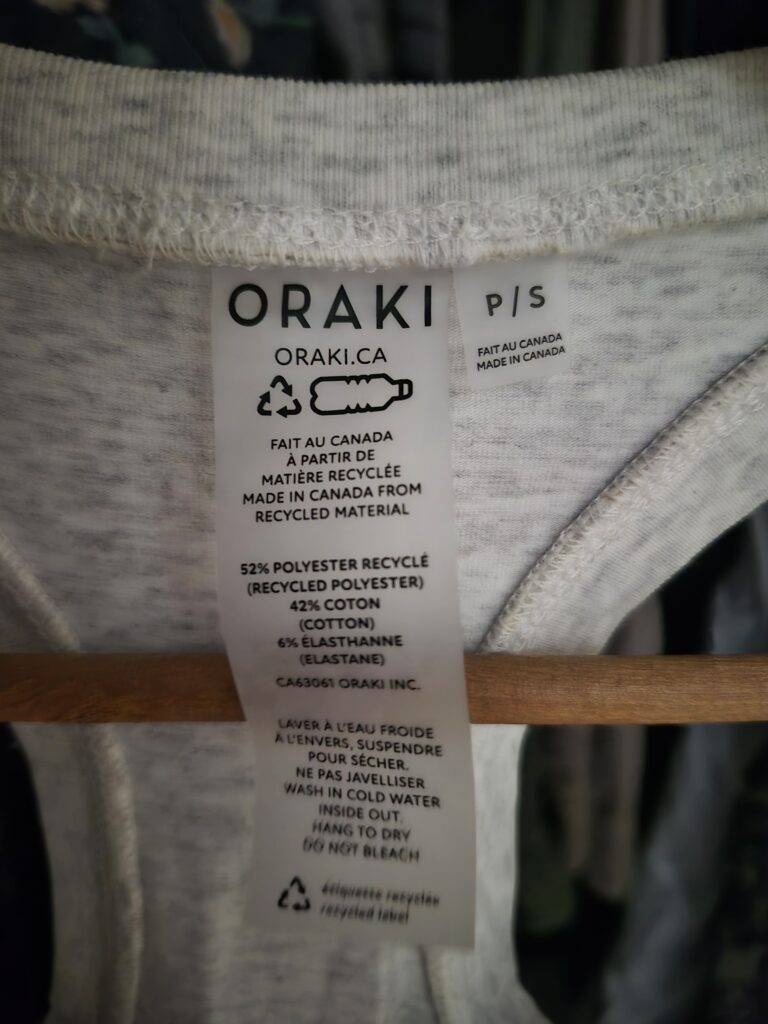 ORAKI
ORAKI.CA
FAIT AU CANADA
À PARTIR DE
MATIÈRE RECYCLÉE
MADE IN CANADA FROM
RECYCLED MATERIAL
52% POLYESTER RECYCLÉ
(RECYCLED POLYESTER)
42% COTON
(COTTON)
6% ÉLASTHANNE
(ELASTANE)
CA63061 ORAKI INC.
LAVER À L'EAU FROIDE
À L'ENVERS, SUSPENDRE
POUR SÉCHER.
NE PAS JAVELLISER
WASH IN COLD WATER
INSIDE OUT.
HANG TO DRY
DO NOT BLEACH
étiquette recyclée
recycled label
P/S
FAIT AU CANADA
MADE IN CANADA